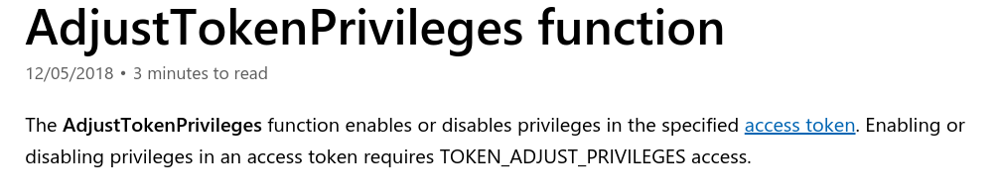 AdjustTokenPrivileges function
12/05/2018 • 3 minutes to read
The AdjustTokenPrivileges function enables or disables privileges in the specified access token. Enabling or
disabling privileges in an access token requires TOKEN_ADJUST_PRIVILEGES access.